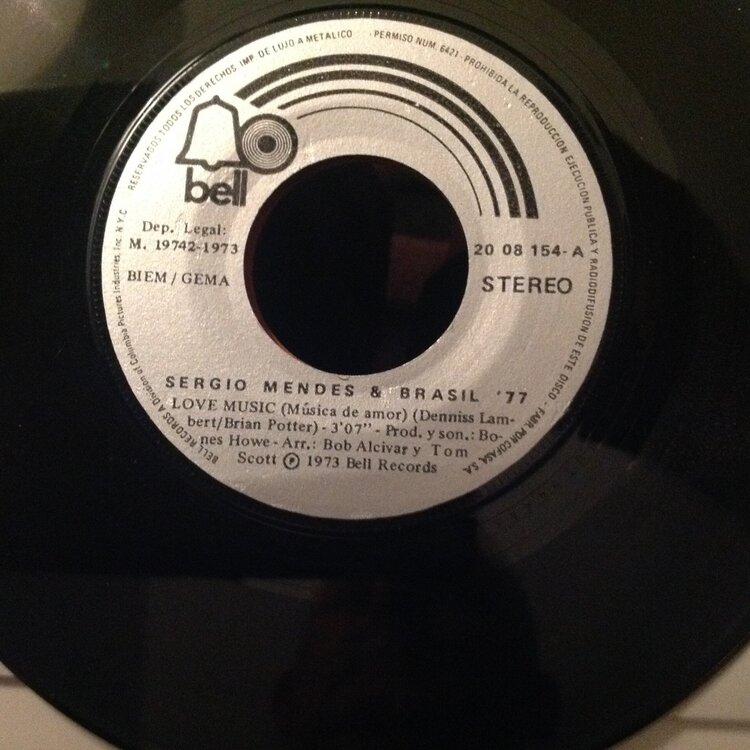 RESERVADOS TODOS LOS DERECHOS. IMP. DE LUJO A METALICO · PERMISO NUM. 6421 - PROHIBIDA LA REPRODUCCION EJECUCION PUBLICA Y RADIODIFUSION DE ESTE DISCO - FABR. POR COFASA, S.A.
bell
Dep. Legal:
M. 19742-1973
20 08 154-A
BIEM / GEMA
STEREO
SERGIO MENDES & BRASIL '77
LOVE MUSIC (Música de amor) (Denniss Lam-
bert/Brian Potter) - 3'07" - Prod. y son.: Bo-
nes Howe - Arr.: Bob Alcivar y Tom
Scott ℗ 1973 Bell Records
BELL RECORDS A Division of Columbia Pictures Industries, Inc. N.Y.C.